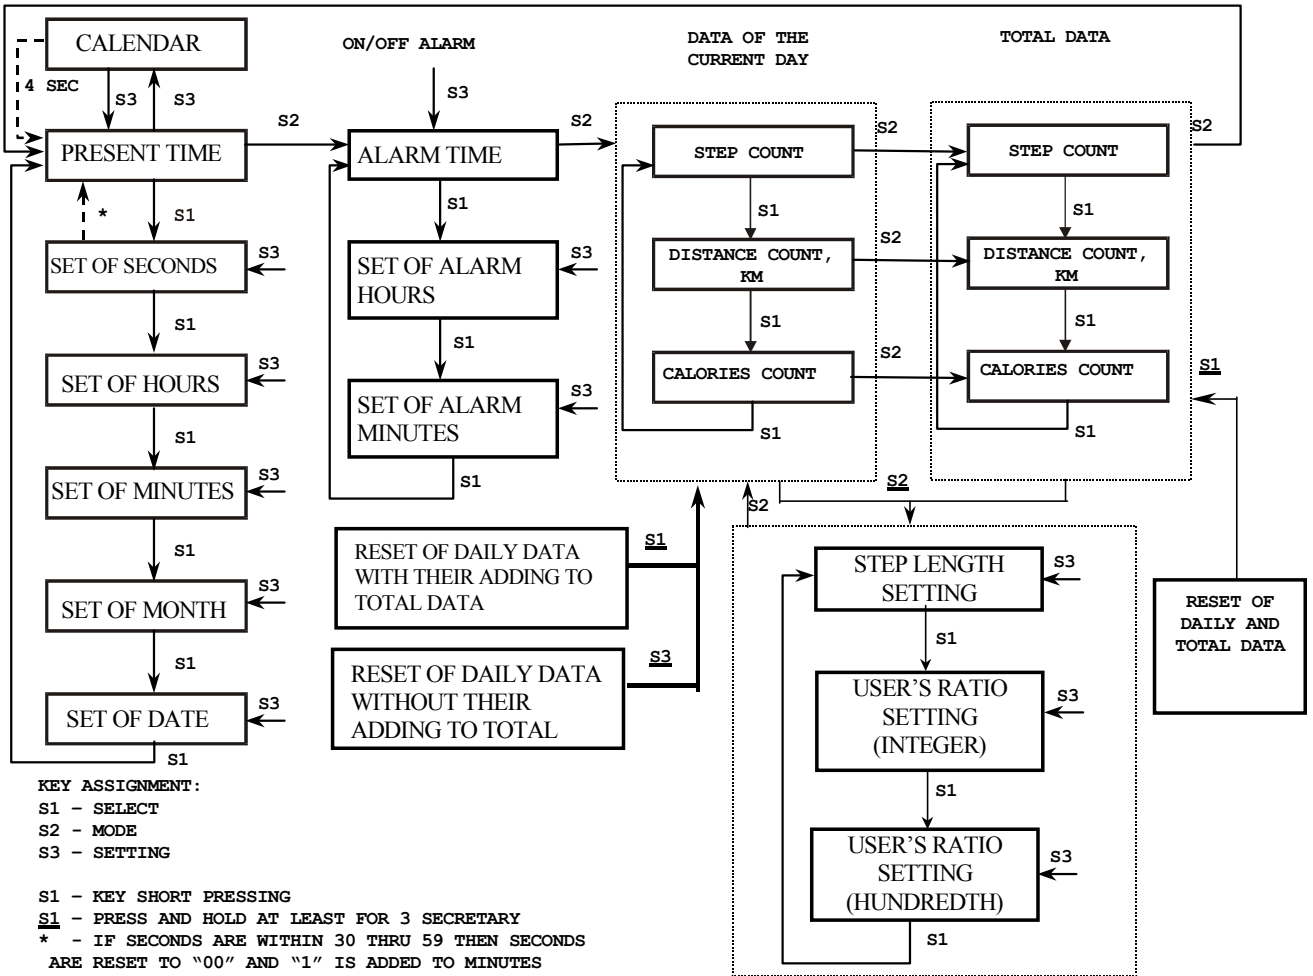 CALENDAR
ON/OFF ALARM
DATA OF THE
CURRENT DAY
TOTAL DATA
4 SEC
S3
S3
S3
PRESENT TIME
S2
ALARM TIME
S2
STEP COUNT
S2
STEP COUNT
S2
*
S1
S1
S1
S1
SET OF SECONDS
S3
SET OF ALARM
HOURS
S3
DISTANCE COUNT,
KM
S2
DISTANCE COUNT,
KM
S1
S1
S1
S1
SET OF HOURS
S3
SET OF ALARM
MINUTES
S3
CALORIES COUNT
S2
CALORIES COUNT
S1
S1
S1
S1
S1
SET OF MINUTES
S3
S2
S2
S1
RESET OF DAILY DATA
WITH THEIR ADDING TO
TOTAL DATA
S1
STEP LENGTH
SETTING
S3
SET OF MONTH
S3
RESET OF
DAILY AND
TOTAL DATA
S1
S1
RESET OF DAILY DATA
WITHOUT THEIR
ADDING TO TOTAL
S3
USER'S RATIO
SETTING
(INTEGER)
S3
SET OF DATE
S3
S1
S1
USER'S RATIO
SETTING
(HUNDREDTH)
S3
S1
KEY ASSIGNMENT:
S1 – SELECT
S2 - MODE
S3 - SETTING
S1 – KEY SHORT PRESSING
S1 – PRESS AND HOLD AT LEAST FOR 3 SECRETARY
* - IF SECONDS ARE WITHIN 30 THRU 59 THEN SECONDS
ARE RESET TO “00” AND “1” IS ADDED TO MINUTES